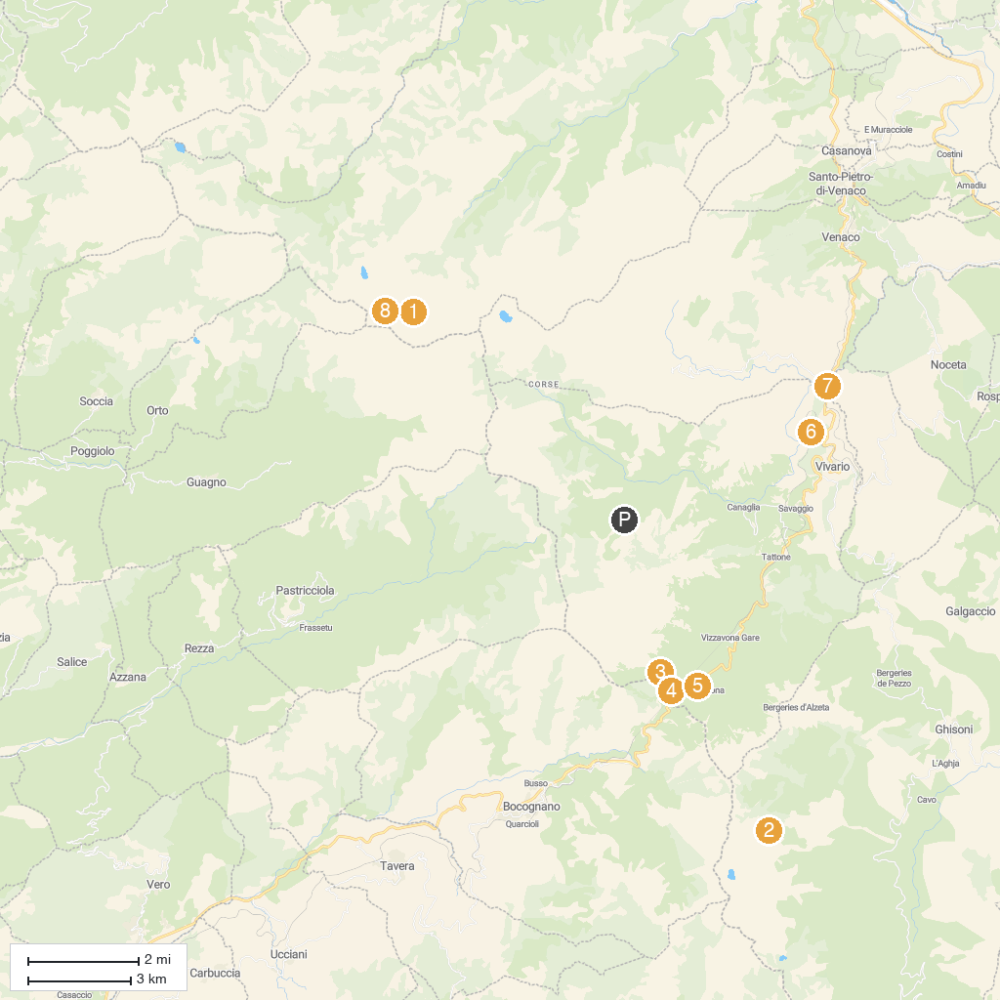 E Muracciole
Casanova
Costini
Santo-Pietro-
di-Venaco
Amadiu
Venaco
8
1
Noceta
CORSE
7
Soccia
Orto
6
Poggiolo
Vivario
Guagno
Canaglia
Savaggio
P
Tattone
Pastricciola
Galgaccio
Frassetu
Vizzavona Gare
Rezza
Salice
Azzana
3
4
5
Bergeries
de Pezzo
Bergeries d'Alzeta
Ghisoni
L'Aghja
Busso
Cavo
Bocognano
Quarcioli
2
Tavera
Vero
Ucciani
2 mi
Carbuccia
3 km
Casaccio